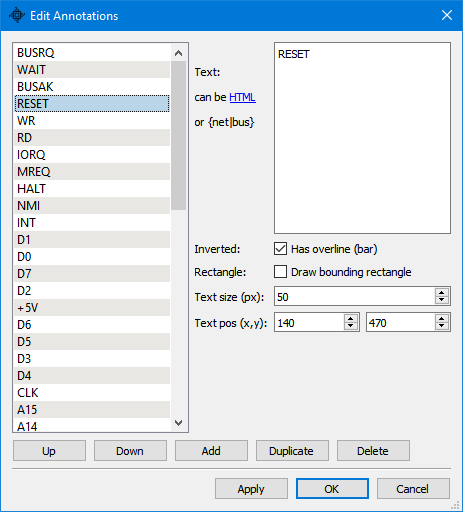 Edit Annotations
BUSRQ
WAIT
BUSAK
RESET
WR
RD
IORQ
MREQ
HALT
NMI
INT
D1
D0
D7
D2
+5V
D6
D5
D3
D4
CLK
A15
A14
Text:
can be HTML
or {net|bus}
RESET
Inverted: Has overline (bar)
Rectangle: Draw bounding rectangle
Text size (px): 50
Text pos (x,y): 140 470
Up Down Add Duplicate Delete
Apply OK Cancel